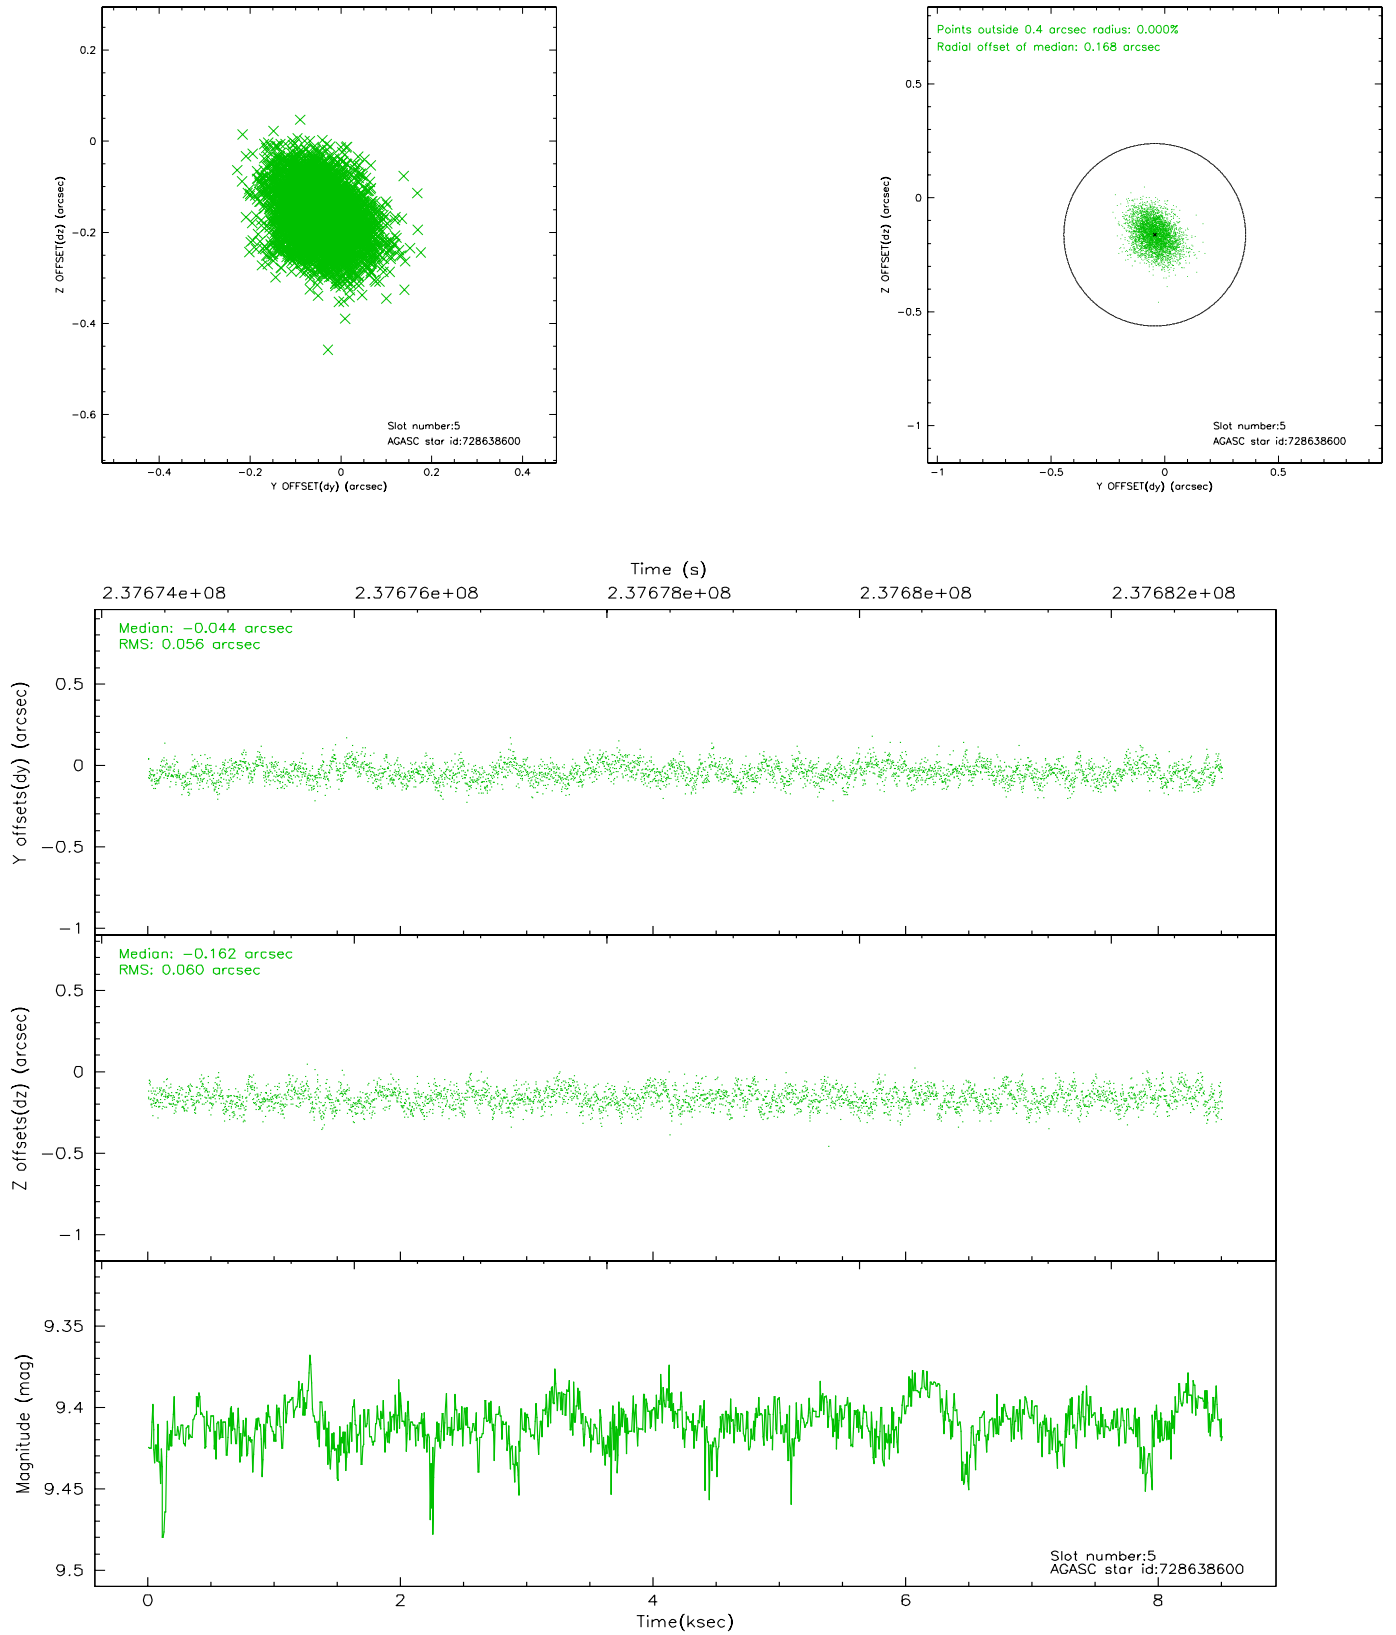 0.2
0
-0.2
-0.4
-0.6
Z OFFSET(dz) (arcsec)
Slot number:5
AGASC star id:728638600
-0.4 -0.2 0 0.2 0.4
Y OFFSET(dy) (arcsec)
Points outside 0.4 arcsec radius: 0.000%
Radial offset of median: 0.168 arcsec
0.5
0
-0.5
-1
Z OFFSET(dz) (arcsec)
Slot number:5
AGASC star id:728638600
-1 -0.5 0 0.5
Y OFFSET(dy) (arcsec)
Time (s)
2.37674e+08 2.37676e+08 2.37678e+08 2.3768e+08 2.37682e+08
Median: -0.044 arcsec
RMS: 0.056 arcsec
0.5
0
-0.5
-1
Y offsets(dy) (arcsec)
Median: -0.162 arcsec
RMS: 0.060 arcsec
0.5
0
-0.5
-1
Z offsets(dz) (arcsec)
9.35
9.4
9.45
9.5
Magnitude (mag)
Slot number:5
AGASC star id:728638600
0 2 4 6 8
Time(ksec)